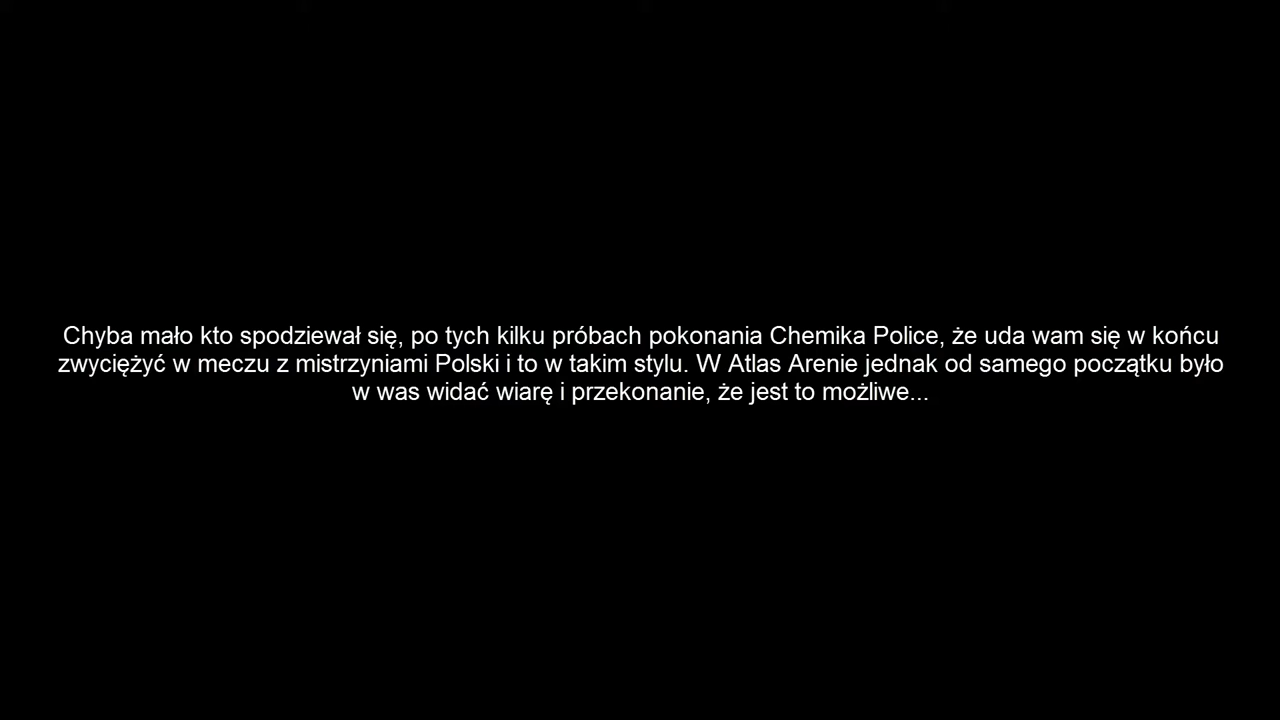 Chyba mało kto spodziewał się, po tych kilku próbach pokonania Chemika Police, że uda wam się w końcu
zwyciężyć w meczu z mistrzyniami Polski i to w takim stylu. W Atlas Arenie jednak od samego początku było
w was widać wiarę i przekonanie, że jest to możliwe...